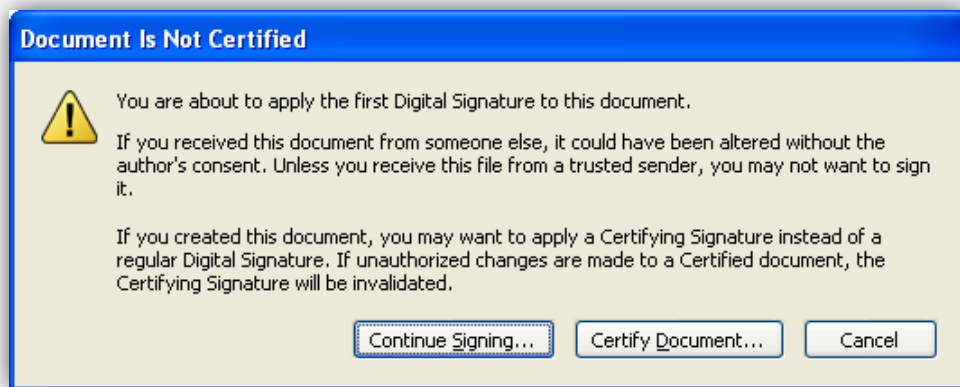 Document Is Not Certified
You are about to apply the first Digital Signature to this document.
If you received this document from someone else, it could have been altered without the
author's consent. Unless you receive this file from a trusted sender, you may not want to sign
it.
If you created this document, you may want to apply a Certifying Signature instead of a
regular Digital Signature. If unauthorized changes are made to a Certified document, the
Certifying Signature will be invalidated.
Continue Signing... Certify Document... Cancel